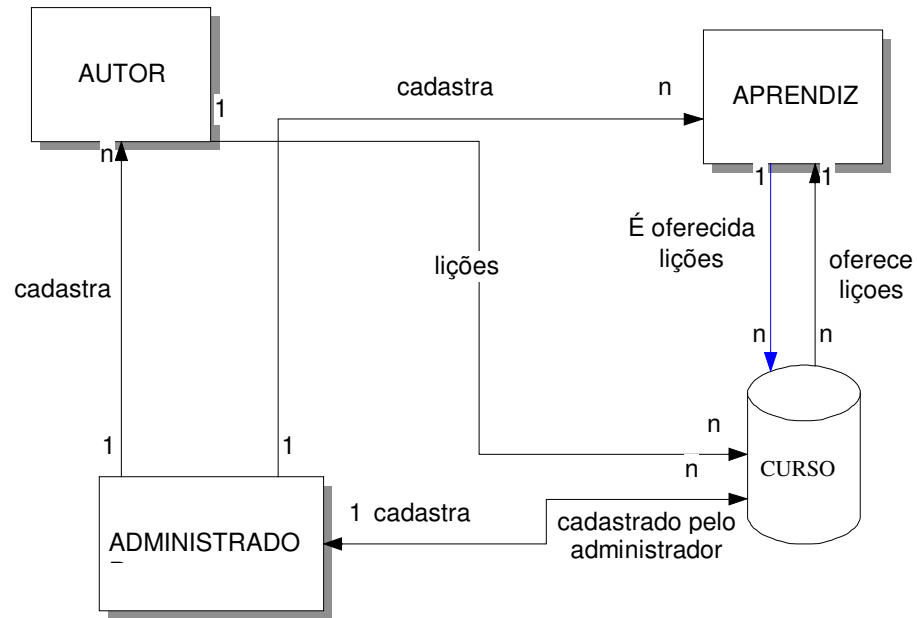 AUTOR
1
n
cadastra
n
APRENDIZ
1
1
É oferecida
lições
oferece
liçoes
lições
cadastra
n
n
1
1
n
n
CURSO
1 cadastra
cadastrado pelo
administrador
ADMINISTRADO